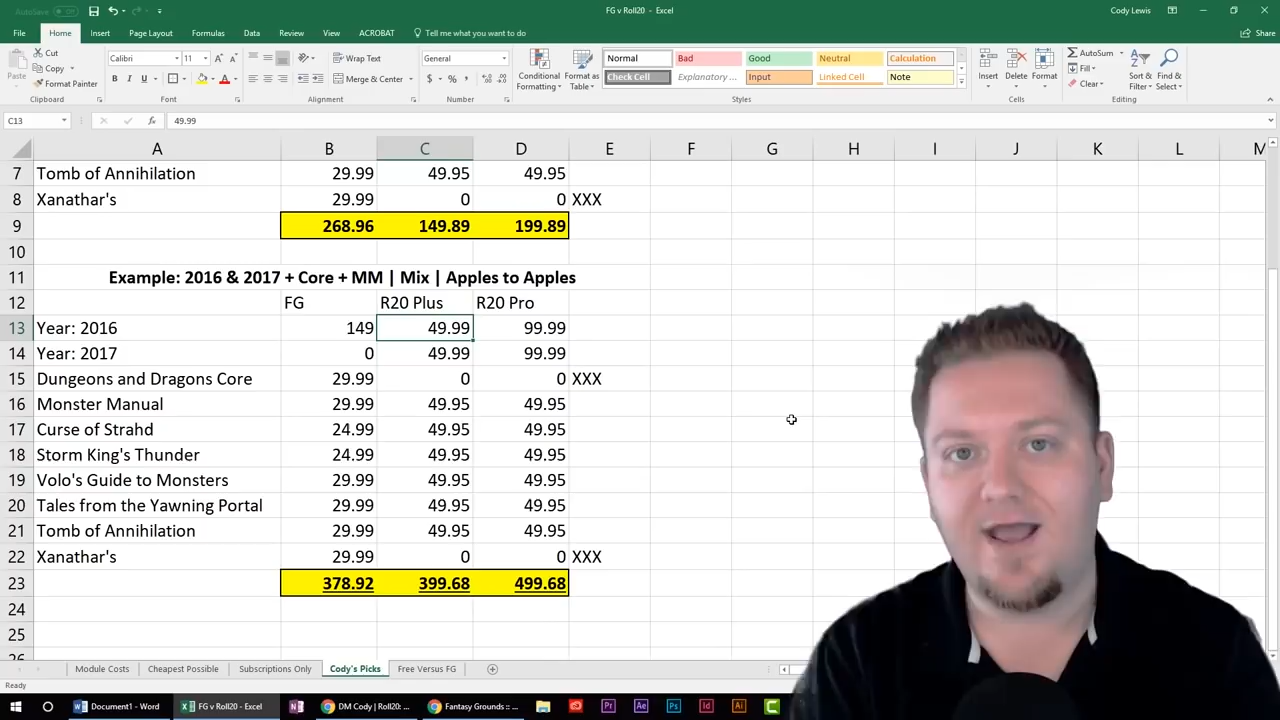 AutoSave Off
FG v Roll20 - Excel
Cody Lewis
File Home Insert Page Layout Formulas Data Review View ACROBAT Tell me what you want to do Share
Paste Cut Calibri 11 Wrap Text General Conditional Formatting Format as Table Normal Bad Good Neutral Calculation Insert Delete Format AutoSum Sort & Filter Find & Select
Copy Fill
Format Painter B I U Merge & Center $ % Check Cell Explanatory ... Input Linked Cell Note Clear
Clipboard Font Alignment Number Styles Cells Editing
C13 fx 49.99
A B C D E F G H I J K L M
7 Tomb of Annihilation 29.99 49.95 49.95
8 Xanathar's 29.99 0 0 XXX
9 268.96 149.89 199.89
10
11 Example: 2016 & 2017 + Core + MM | Mix | Apples to Apples
12 FG R20 Plus R20 Pro
13 Year: 2016 149 49.99 99.99
14 Year: 2017 0 49.99 99.99
15 Dungeons and Dragons Core 29.99 0 0 XXX
16 Monster Manual 29.99 49.95 49.95
17 Curse of Strahd 24.99 49.95 49.95
18 Storm King's Thunder 24.99 49.95 49.95
19 Volo's Guide to Monsters 29.99 49.95 49.95
20 Tales from the Yawning Portal 29.99 49.95 49.95
21 Tomb of Annihilation 29.99 49.95 49.95
22 Xanathar's 29.99 0 0 XXX
23 378.92 399.68 499.68
24
25
Module Costs Cheapest Possible Subscriptions Only Cody's Picks Free Versus FG
Ready
Document1 - Word FG v Roll20 - Excel DM Cody | Roll20: ... Fantasy Grounds :: ... Pr Ae Ps Id Ai